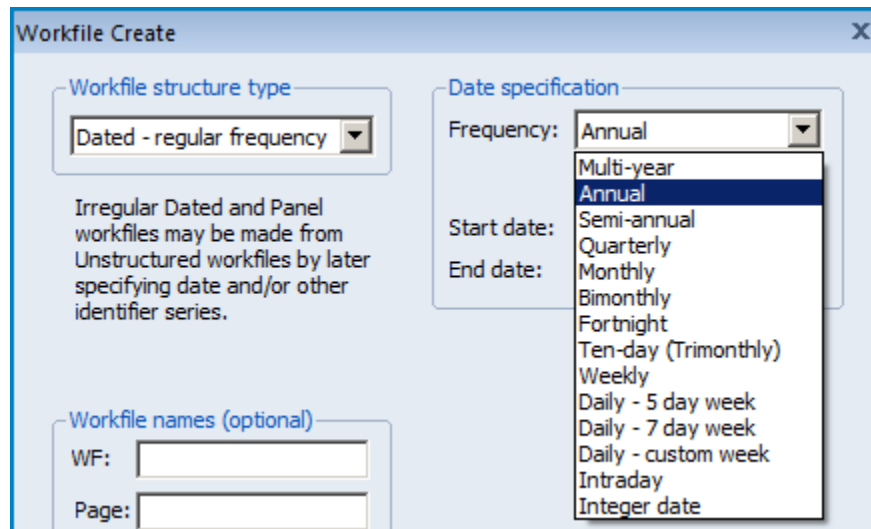 Workfile Create
x
Workfile structure type
Dated - regular frequency
Irregular Dated and Panel
workfiles may be made from
Unstructured workfiles by later
specifying date and/or other
identifier series.
Date specification
Frequency: Annual
Multi-year
Annual
Semi-annual
Quarterly
Monthly
Bimonthly
Fortnight
Ten-day (Trimonthly)
Weekly
Daily - 5 day week
Daily - 7 day week
Daily - custom week
Intraday
Integer date
Start date:
End date:
Workfile names (optional)
WF:
Page: